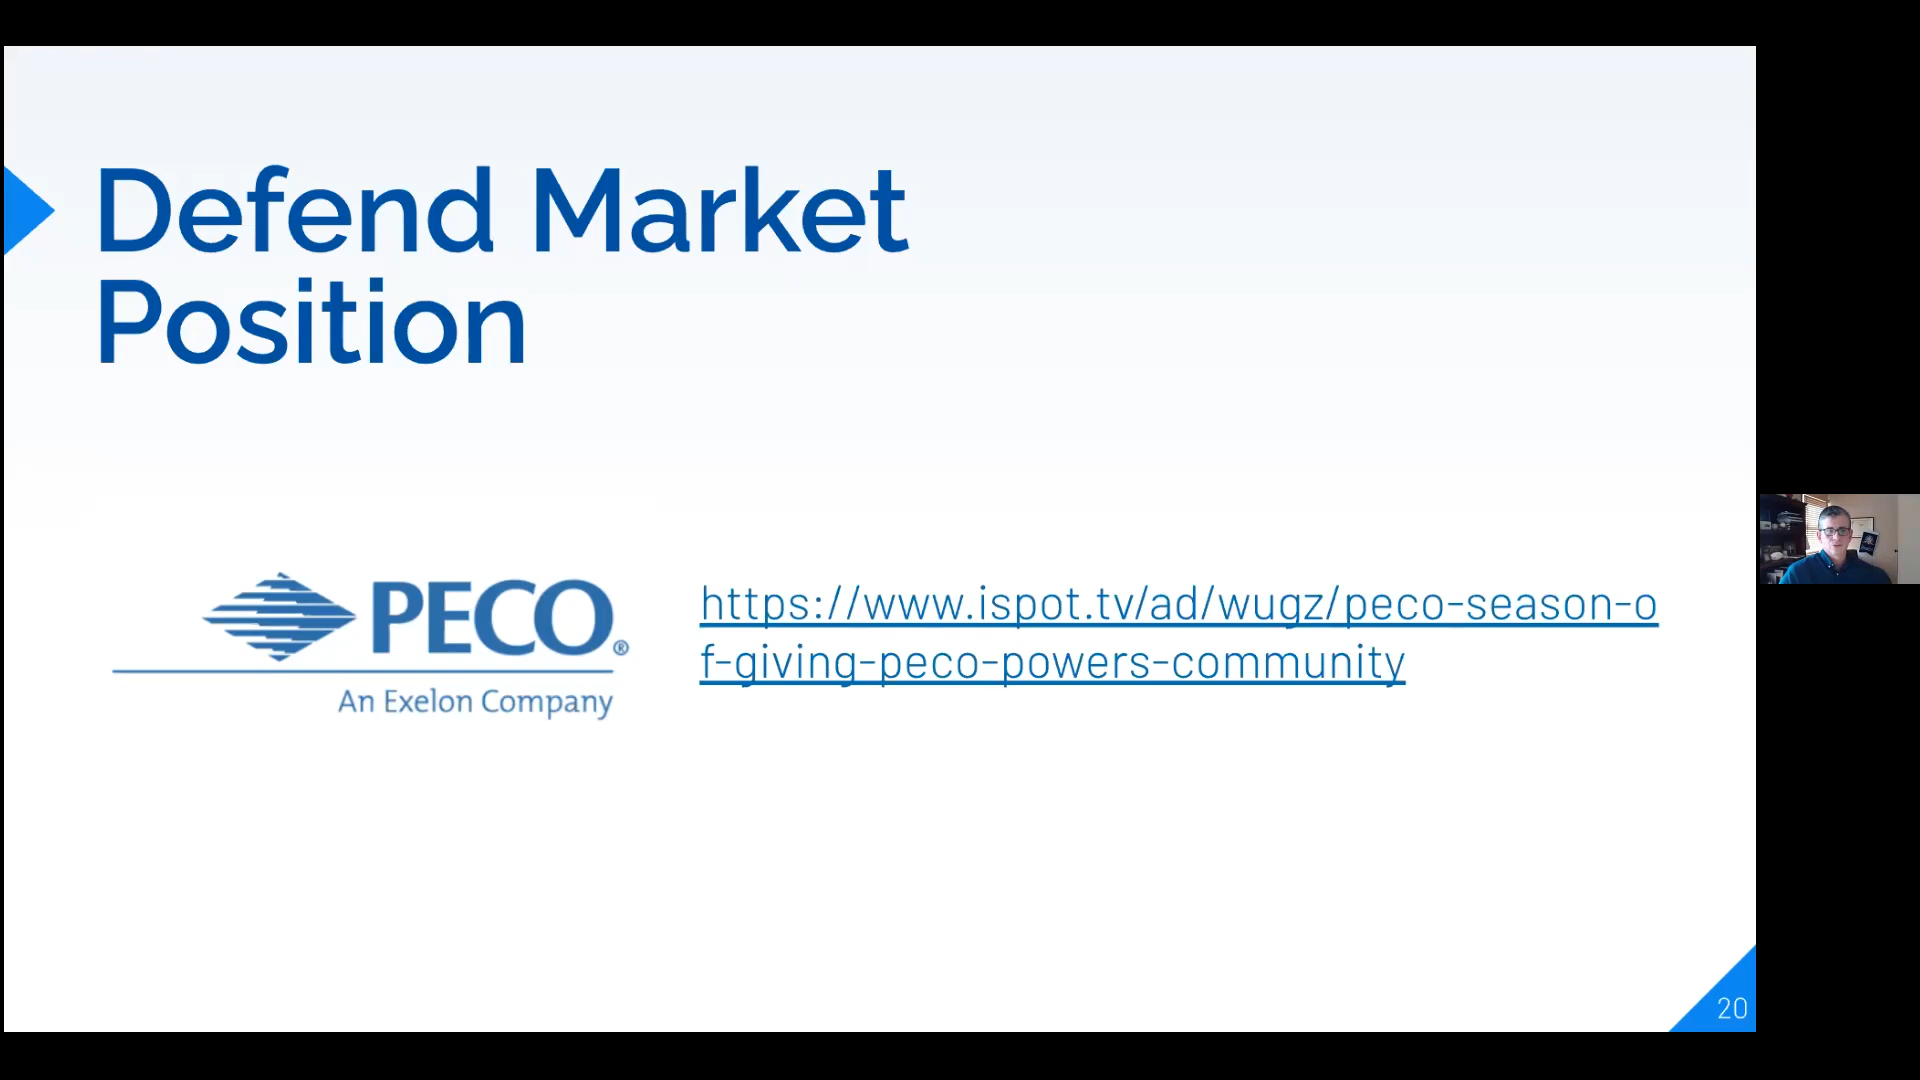 Defend Market
Position
PECO®
An Exelon Company
https://www.ispot.tv/ad/wugz/peco-season-o
f-giving-peco-powers-community
20